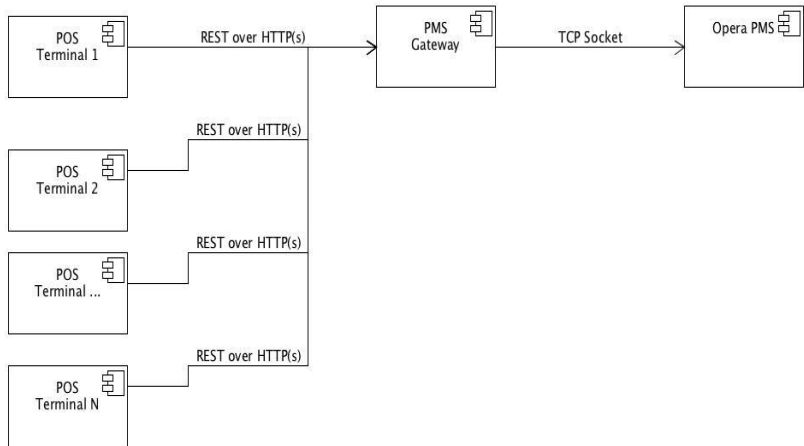 POS
Terminal 1
REST over HTTP(s)
PMS
Gateway
TCP Socket
Opera PMS
REST over HTTP(s)
POS
Terminal 2
REST over HTTP(s)
POS
Terminal ...
REST over HTTP(s)
POS
Terminal N